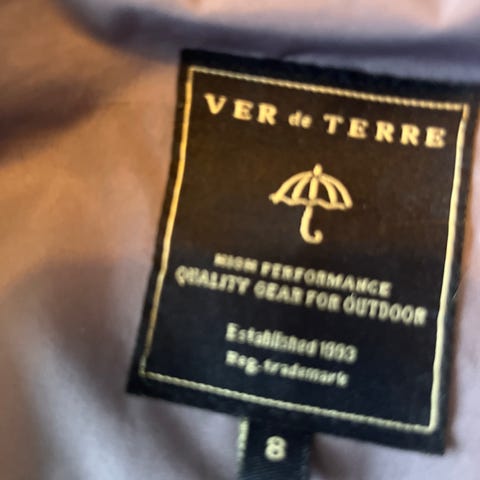 VER de TERRE
HIGH PERFORMANCE
QUALITY GEAR FOR OUTDOOR
Established 1993
Reg. trademark
8